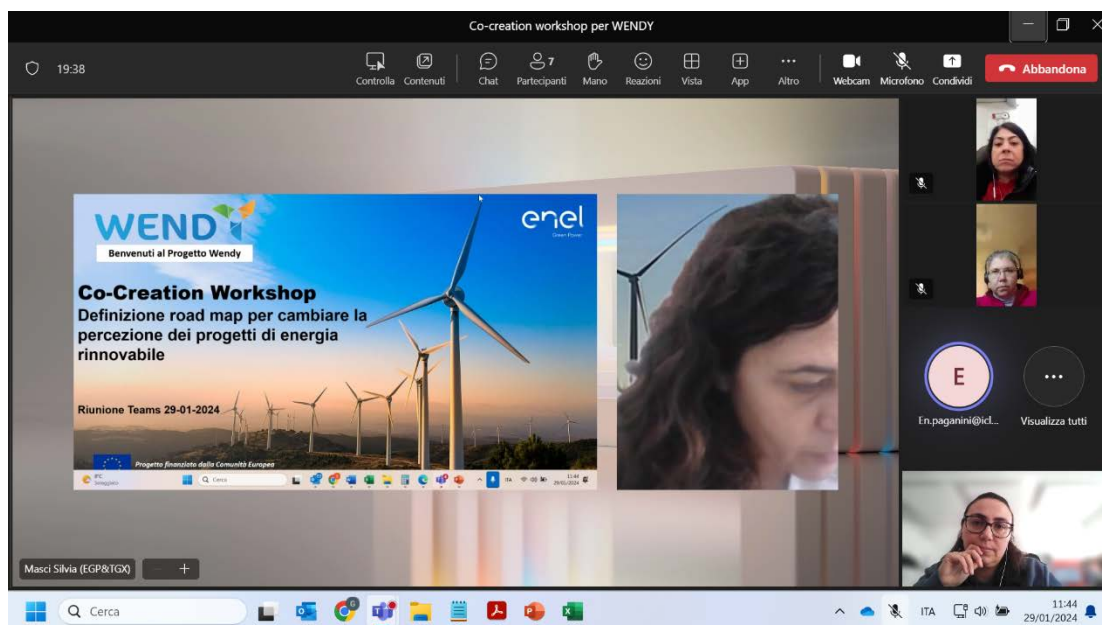 Co-creation workshop per WENDY
19:38
Controlla Contenuti Chat Partecipanti 7 Mano Reazioni Vista App Altro Webcam Microfono Condividi Abbandona
WENDY
Benvenuti al Progetto Wendy
enel
Green Power
Co-Creation Workshop
Definizione road map per cambiare la
percezione dei progetti di energia
rinnovabile
Riunione Teams 29-01-2024
Progetto finanziato dalla Comunità Europea
Cerca
ITA
11:44
29/01/2024
E
En.paganini@icl...
Visualizza tutti
Masci Silvia (EGP&TGX)
Cerca
ITA
11:44
29/01/2024